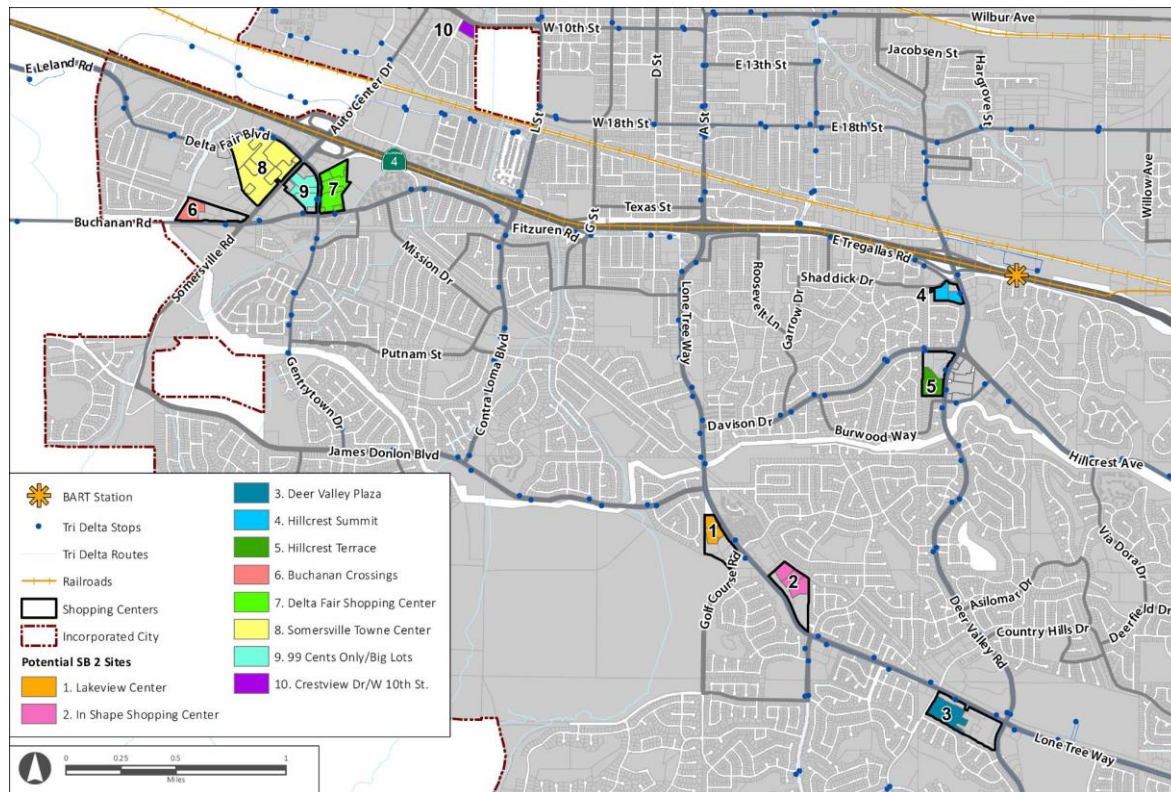 10
W 10th St
Wilbur Ave
E Leland Rd
Auto Center Dr
D St
E 13th St
Jacobsen St
Hargrove St
A St
L St
W 18th St
E 18th St
Delta Fair Blvd
4
8
9
7
6
Buchanan Rd
Willow Ave
Texas St
G St
Fitzuren Rd
E Tregallas Rd
Somersville Rd
Mission Dr
Shaddick Dr
4
Lone Tree Way
Roosevelt Ln
Garrow Dr
Putnam St
Gentrytown Dr
Contra Loma Blvd
5
Davison Dr
Burwood Way
James Donlon Blvd
Hillcrest Ave
1
Golf Course Rd
2
Via Dora Dr
Asilomar Dr
Deerfield Dr
Deer Valley Rd
Country Hills Dr
3
Lone Tree Way
BART Station
Tri Delta Stops
Tri Delta Routes
Railroads
Shopping Centers
Incorporated City
Potential SB 2 Sites
1. Lakeview Center
2. In Shape Shopping Center
3. Deer Valley Plaza
4. Hillcrest Summit
5. Hillcrest Terrace
6. Buchanan Crossings
7. Delta Fair Shopping Center
8. Somersville Towne Center
9. 99 Cents Only/Big Lots
10. Crestview Dr/W 10th St.
0 0.25 0.5 1
Miles